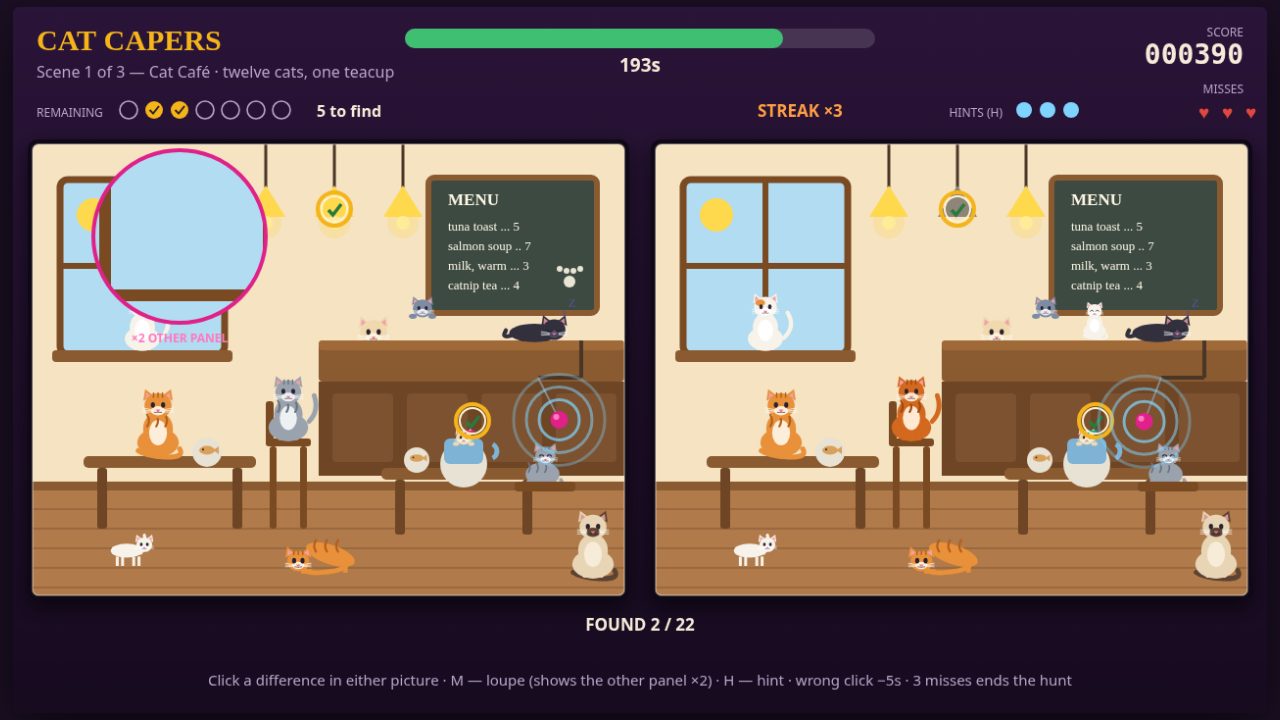 CAT CAPERS
Scene 1 of 3 — Cat Café · twelve cats, one teacup
193s
SCORE
000390
MISSES
REMAINING
5 to find
STREAK ×3
HINTS (H)
MENU
tuna toast ... 5
salmon soup .. 7
milk, warm ... 3
catnip tea ... 4
z
×2 OTHER PANEL
MENU
tuna toast ... 5
salmon soup .. 7
milk, warm ... 3
catnip tea ... 4
z
FOUND 2 / 22
Click a difference in either picture · M — loupe (shows the other panel ×2) · H — hint · wrong click −5s · 3 misses ends the hunt